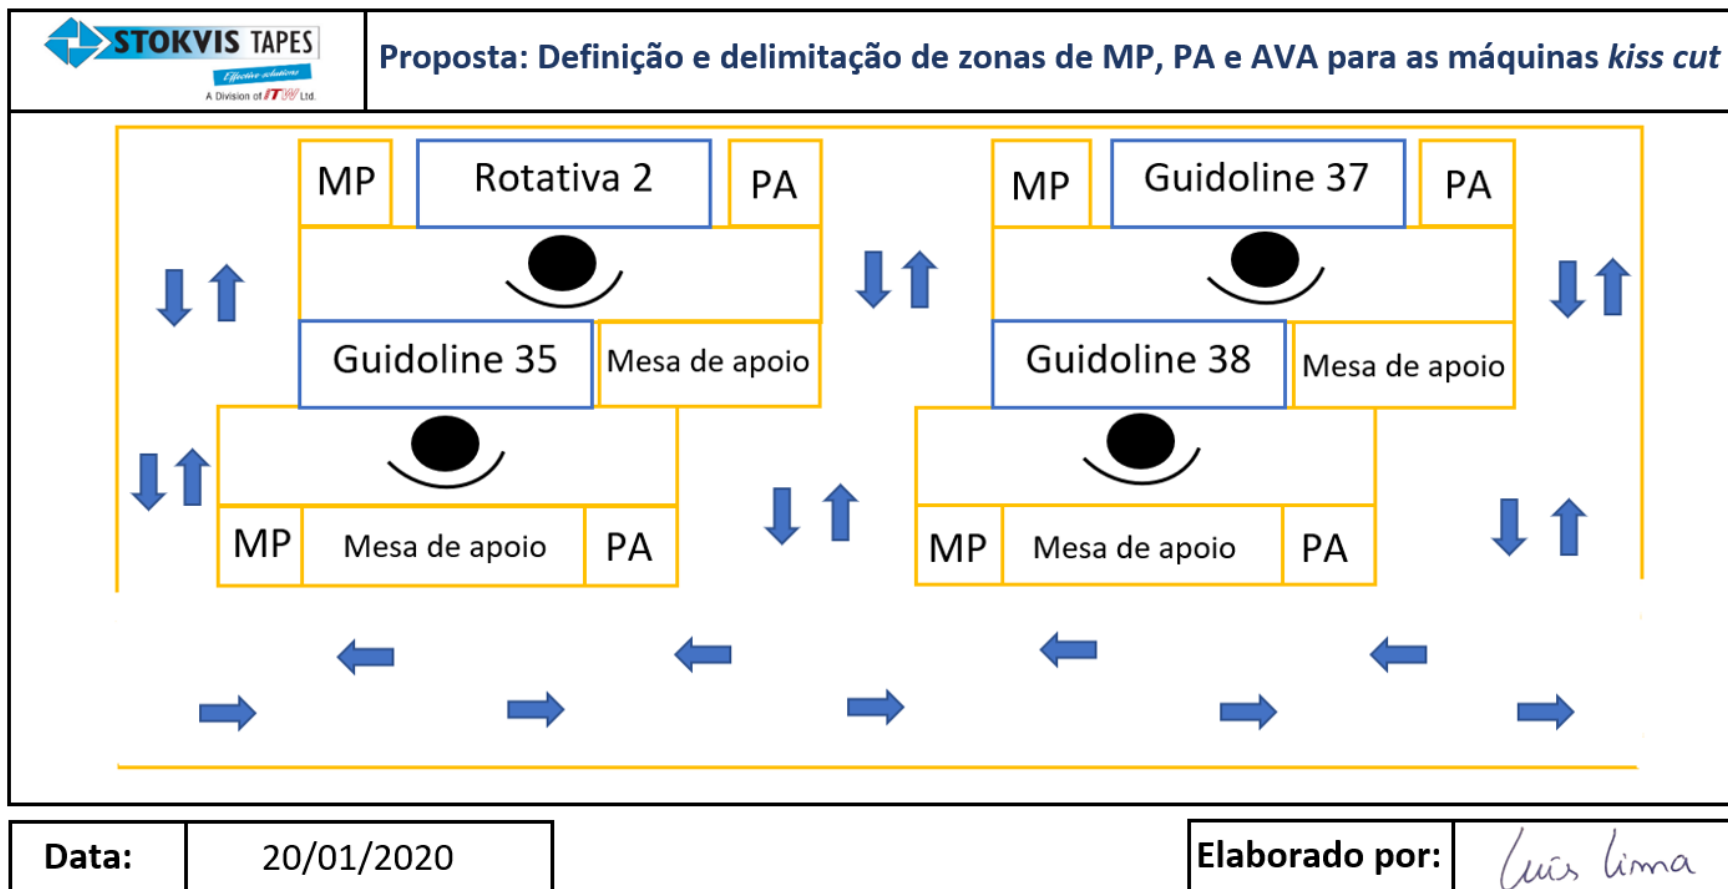 STOKVIS TAPES
Effective solutions
A Division of ITW Ltd.
Proposta: Definição e delimitação de zonas de MP, PA e AVA para as máquinas kiss cut
MP Rotativa 2 PA MP Guidoline 37 PA
Guidoline 35 Mesa de apoio Guidoline 38 Mesa de apoio
MP Mesa de apoio PA MP Mesa de apoio PA
Data: 20/01/2020 Elaborado por: Luís Lima